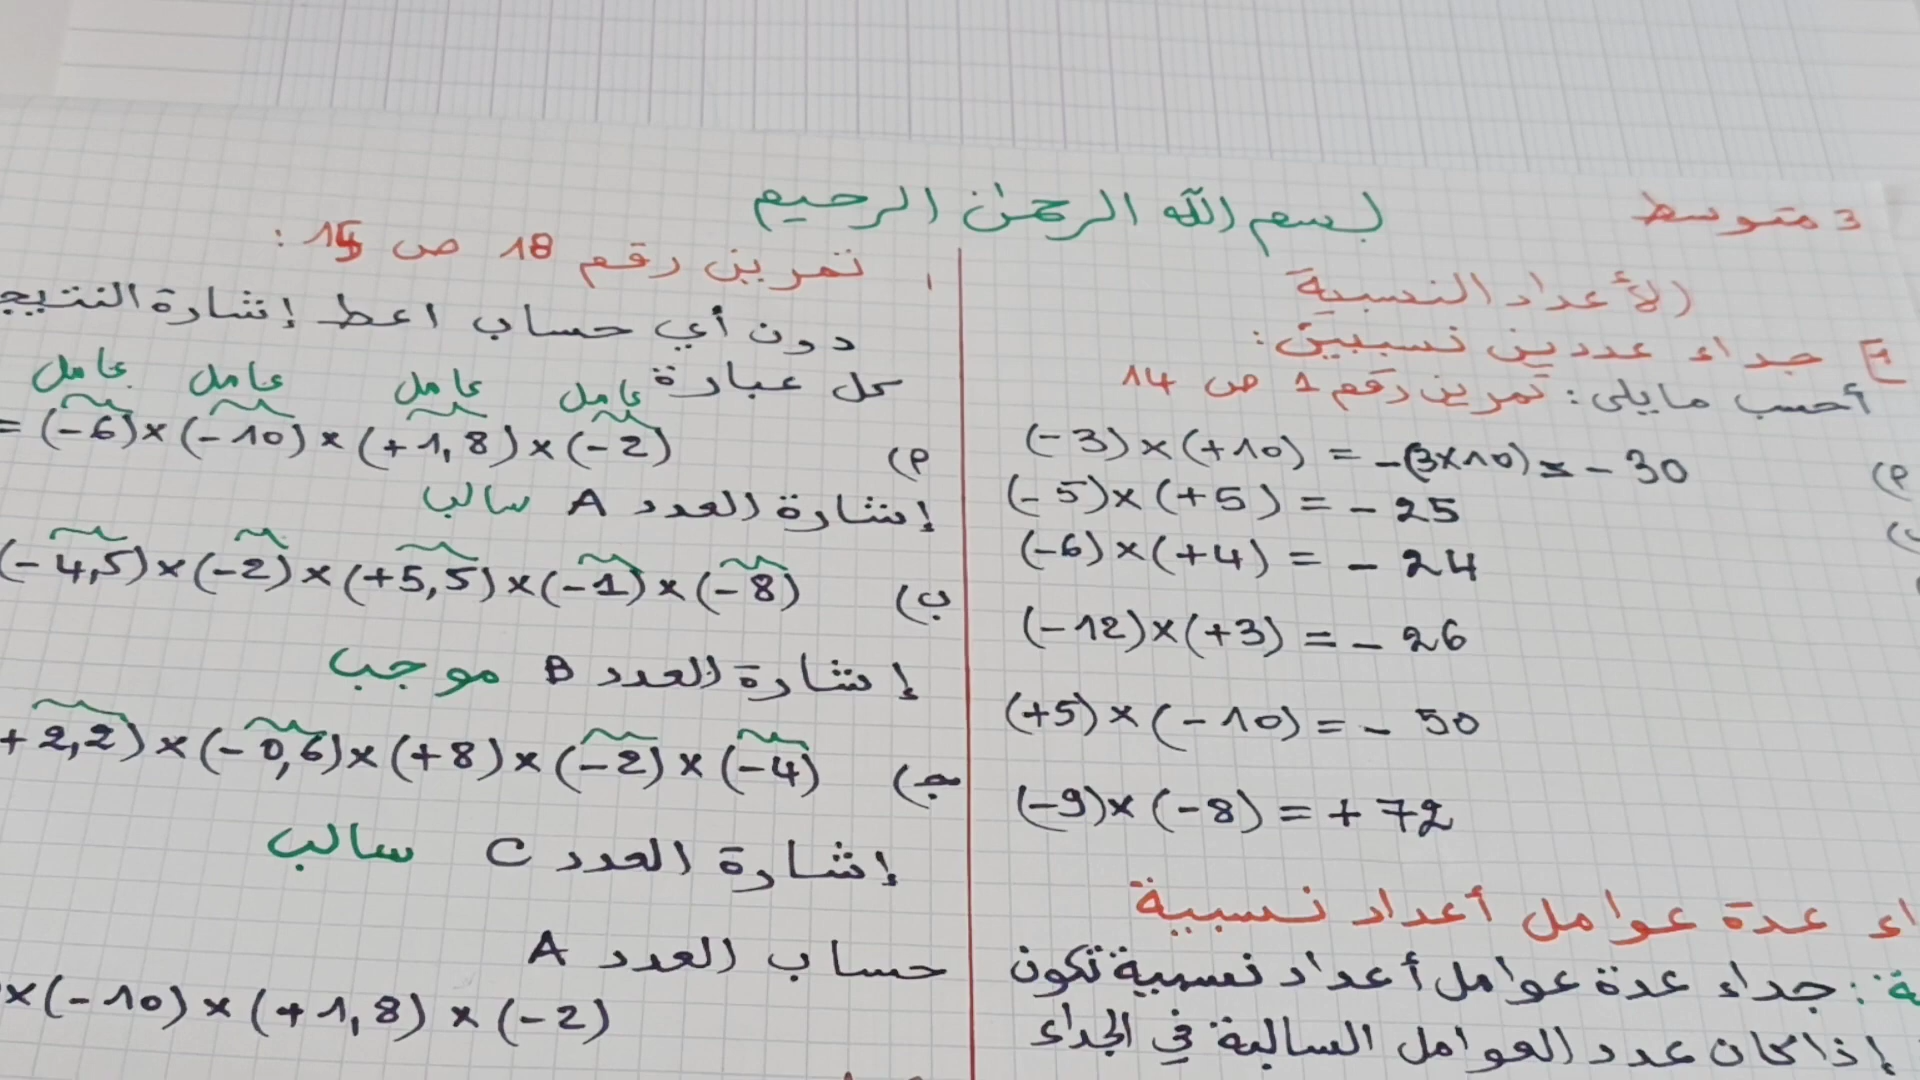 3 متوسط
بسم الله الرحمن الرحيم
الأعداد النسبية
جداء عددين نسبيين:
أحسب مايلي: تمرين رقم 1 ص 14
(-3)×(+10) = -(3×10) = - 30
(-5)×(+5) = - 25
(-6)×(+4) = - 24
(-12)×(+3) = - 26
(+5)×(-10) = - 50
(-9)×(-8) = + 72
عدة عوامل أعداد نسبية
جداء عدة عوامل أعداد نسبية تكون
إذا كان عدد العوامل السالبة في الجداء
تمرين رقم 18 ص 15:
دون أي حساب اعط إشارة
كل عبارة
عامل عامل عامل عامل
أ) = (-6)×(-10)×(+1,8)×(-2)
إشارة العدد A سالب
ب) (-4,5)×(-2)×(+5,5)×(-1)×(-8)
إشارة العدد B موجب
ج) +2,2)×(-0,6)×(+8)×(-2)×(-4)
إشارة العدد C سالب
حساب العدد A
×(-10)×(+1,8)×(-2)